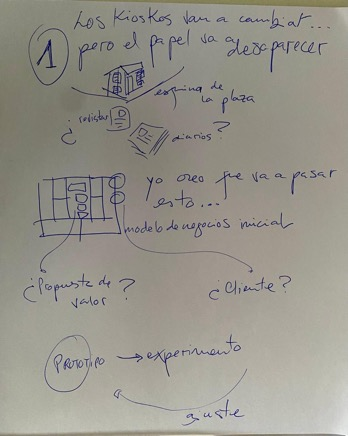 1
Los Kioskos van a cambiar...
pero el papel va a desaparecer
esquina de
la plaza
¿ revistas
diarios?
yo creo que va a pasar
esto...
modelo de negocios inicial
¿Propuesta de
valor?
¿Cliente?
PROTOTIPO → experimento
ajuste